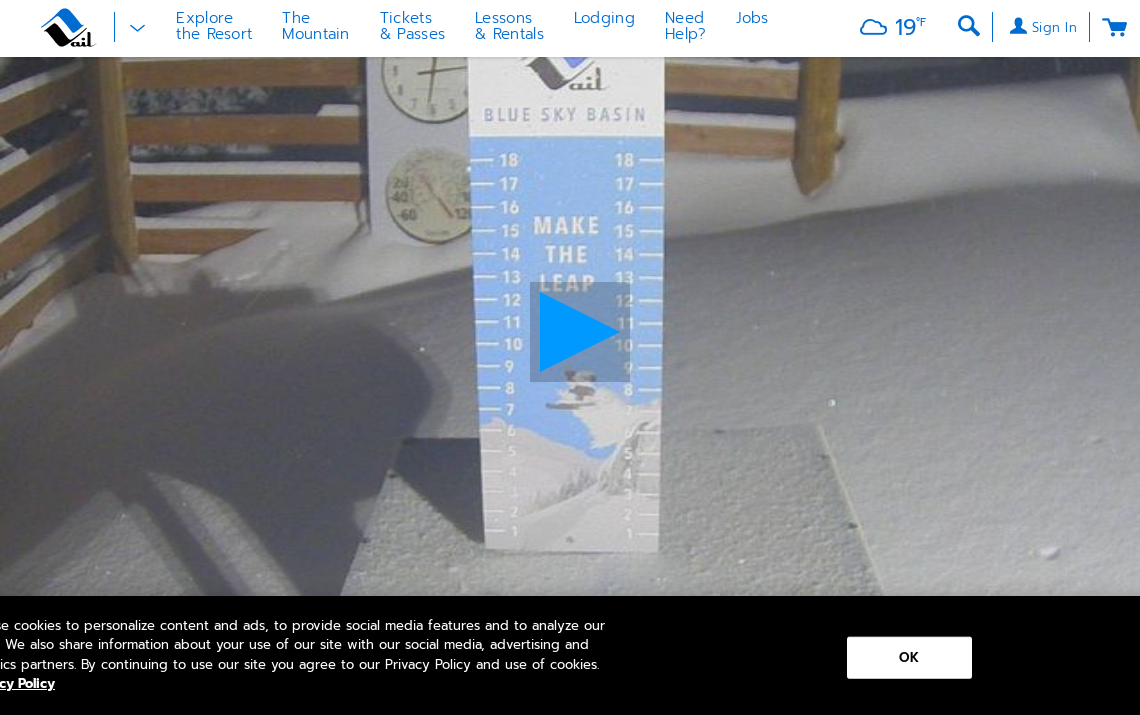 ail
Explore
the Resort
The
Mountain
Tickets
& Passes
Lessons
& Rentals
Lodging
Need
Help?
Jobs
19°F
Sign In
ail
BLUE SKY BASIN
18 18
17 17
16 16
15 15
14 14
13 13
12 12
11 11
10 10
9 9
8 8
7 7
6 6
5 5
4 4
3 3
2 2
1 1
MAKE
THE
LEAP
-60 120
e cookies to personalize content and ads, to provide social media features and to analyze our
We also share information about your use of our site with our social media, advertising and
ics partners. By continuing to use our site you agree to our Privacy Policy and use of cookies.
cy Policy
OK